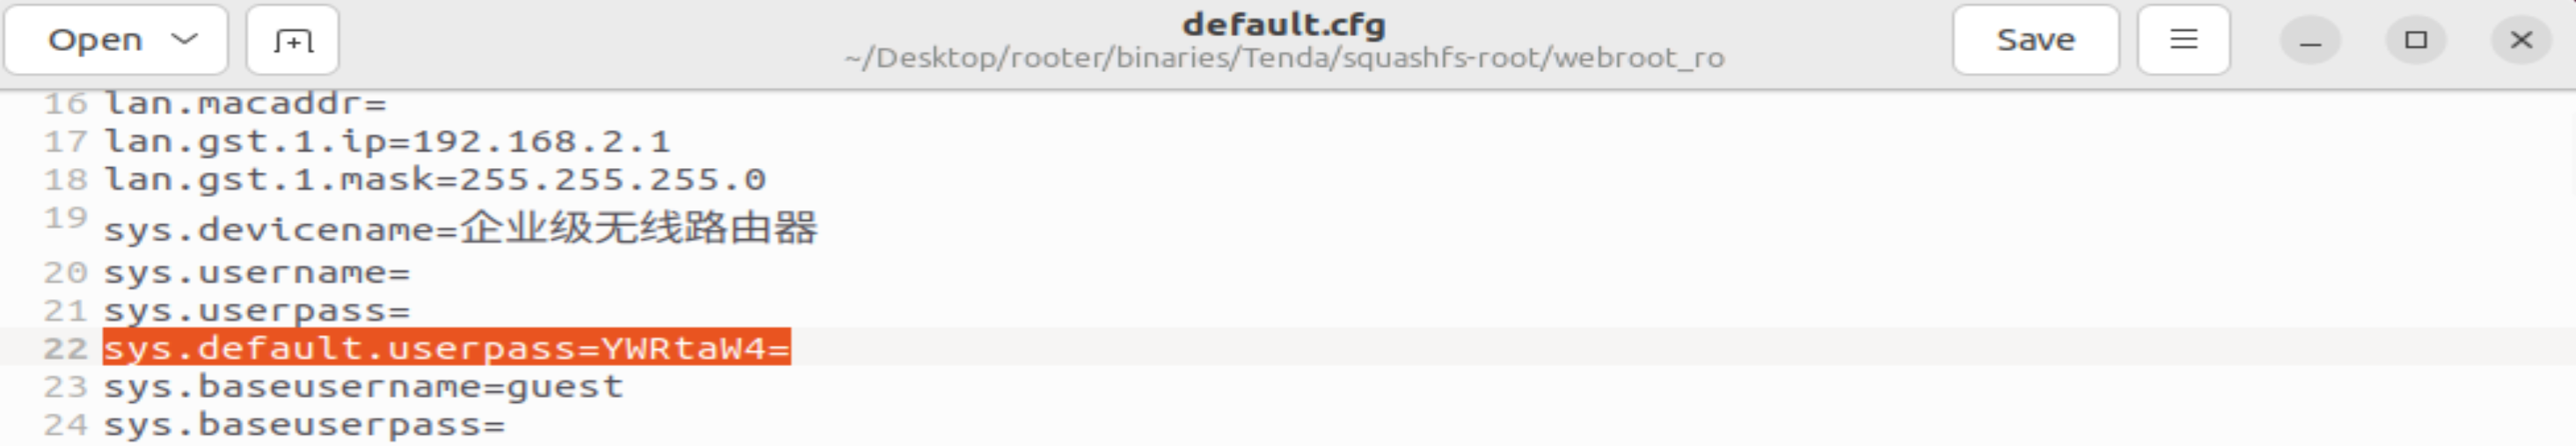 Open
default.cfg
~/Desktop/rooter/binaries/Tenda/squashfs-root/webroot_ro
Save
16 lan.macaddr=
17 lan.gst.1.ip=192.168.2.1
18 lan.gst.1.mask=255.255.255.0
19 sys.devicename=企业级无线路由器
20 sys.username=
21 sys.userpass=
22 sys.default.userpass=YWRtaW4=
23 sys.baseusername=guest
24 sys.baseuserpass=